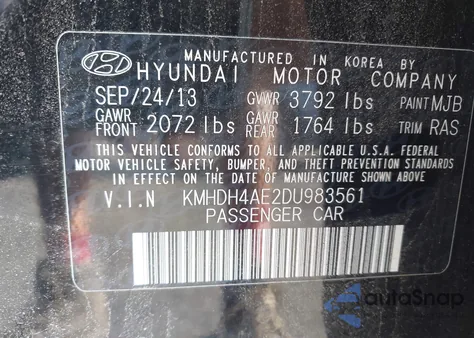 MANUFACTURED IN KOREA BY
HYUNDAI MOTOR COMPANY
SEP/24/13 GVWR 3792 lbs PAINT MJB
GAWR FRONT 2072 lbs GAWR REAR 1764 lbs TRIM RAS
THIS VEHICLE CONFORMS TO ALL APPLICABLE U.S.A. FEDERAL
MOTOR VEHICLE SAFETY, BUMPER, AND THEFT PREVENTION STANDARDS
IN EFFECT ON THE DATE OF MANUFACTURE SHOWN ABOVE.
V.I.N KMHDH4AE2DU983561
PASSENGER CAR
autoSnap